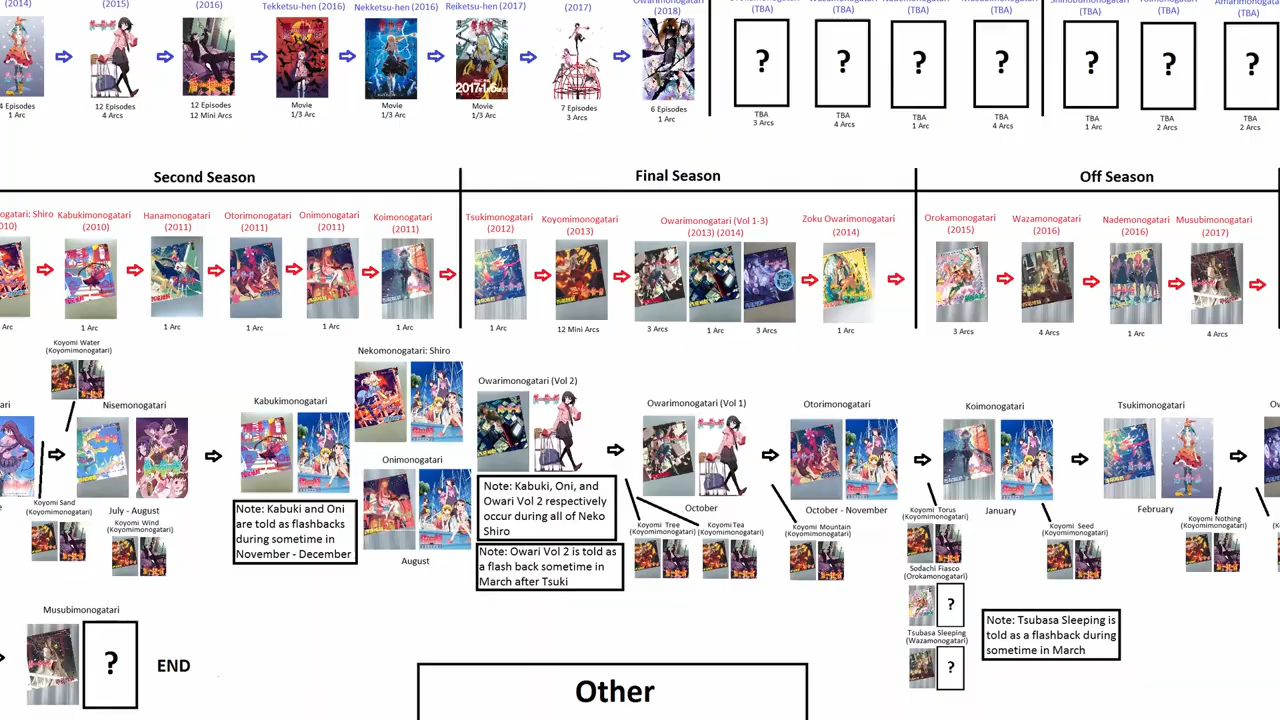 (2014)
(2015)
(2016)
Tekketsu-hen (2016)
Nekketsu-hen (2016)
Reiketsu-hen (2017)
(2017)
(2018)
(TBA)
(TBA)
(TBA)
(TBA)
(TBA)
(TBA)
(TBA)
2017.1.6
?
?
?
?
?
?
?
4 Episodes
1 Arc
12 Episodes
4 Arcs
12 Episodes
12 Mini Arcs
Movie
1/3 Arc
Movie
1/3 Arc
Movie
1/3 Arc
7 Episodes
3 Arcs
6 Episodes
1 Arc
TBA
3 Arcs
TBA
4 Arcs
TBA
1 Arc
TBA
4 Arcs
TBA
1 Arc
TBA
2 Arcs
TBA
2 Arcs
Second Season
Final Season
Off Season
ogatari: Shiro
010)
Kabukimonogatari
(2010)
Hanamonogatari
(2011)
Otorimonogatari
(2011)
Onimonogatari
(2011)
Koimonogatari
(2011)
Tsukimonogatari
(2012)
Koyomimonogatari
(2013)
Owarimonogatari (Vol 1-3)
(2013) (2014)
Zoku Owarimonogatari
(2014)
Orokamonogatari
(2015)
Wazamonogatari
(2016)
Nademonogatari
(2016)
Musubimonogatari
(2017)
Arc
1 Arc
1 Arc
1 Arc
1 Arc
1 Arc
1 Arc
12 Mini Arcs
3 Arcs
1 Arc
3 Arcs
1 Arc
3 Arcs
4 Arcs
1 Arc
4 Arcs
Koyomi Water
(Koyomimonogatari)
Nekomonogatari: Shiro
Owarimonogatari (Vol 2)
ari
Nisemonogatari
Kabukimonogatari
Owarimonogatari (Vol 1)
Otorimonogatari
Koimonogatari
Tsukimonogatari
Ow
Onimonogatari
Koyomi Sand
(Koyomimonogatari)
July - August
Koyomi Wind
(Koyomimonogatari)
Note: Kabuki and Oni
are told as flashbacks
during sometime in
November - December
August
Note: Kabuki, Oni, and
Owari Vol 2 respectively
occur during all of Neko
Shiro
Note: Owari Vol 2 is told as
a flash back sometime in
March after Tsuki
October
Koyomi Tree
(Koyomimonogatari)
Koyomi Tea
(Koyomimonogatari)
October - November
Koyomi Mountain
(Koyomimonogatari)
Koyomi Torus
(Koyomimonogatari)
January
Koyomi Seed
(Koyomimonogatari)
February
Koyomi Nothing
(Koyomimonogatari)
Sodachi Fiasco
(Orokamonogatari)
?
Tsubasa Sleeping
(Wazamonogatari)
?
Note: Tsubasa Sleeping is
told as a flashback during
sometime in March
Musubimonogatari
?
END
Other